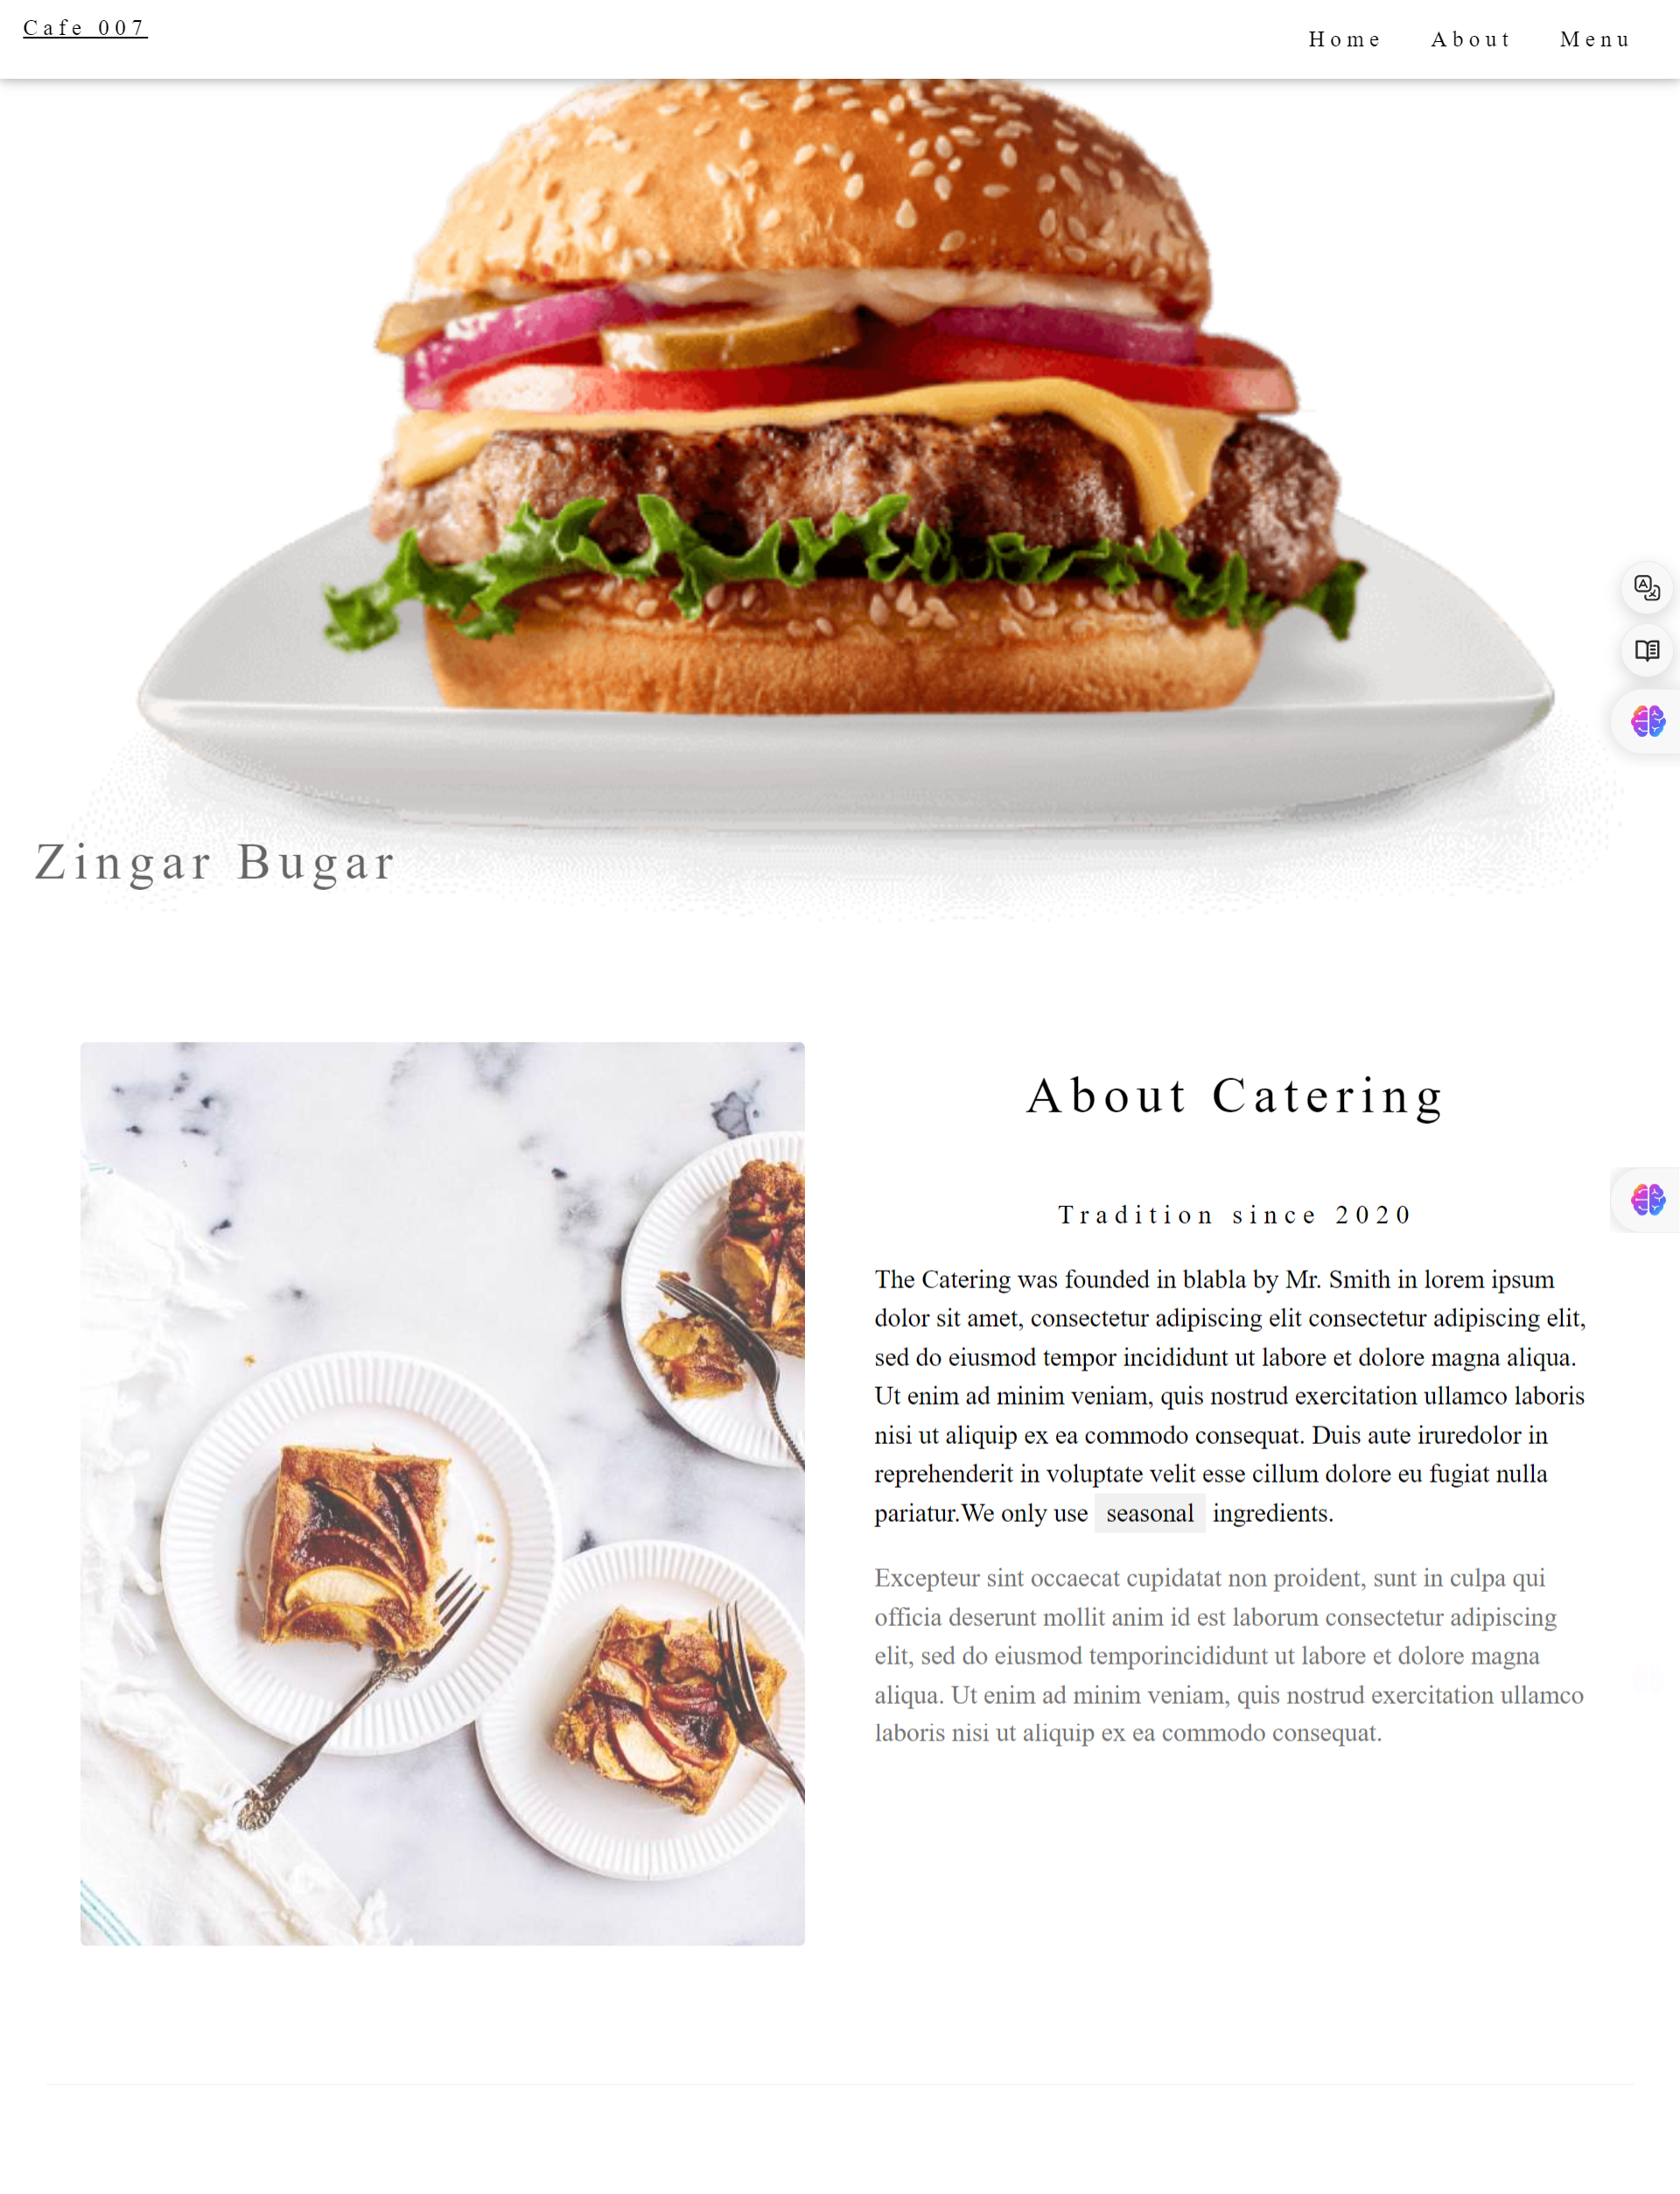 Cafe 007
Home About Menu
Zingar Bugar
About Catering
Tradition since 2020
The Catering was founded in blabla by Mr. Smith in lorem ipsum
dolor sit amet, consectetur adipiscing elit consectetur adipiscing elit,
sed do eiusmod tempor incididunt ut labore et dolore magna aliqua.
Ut enim ad minim veniam, quis nostrud exercitation ullamco laboris
nisi ut aliquip ex ea commodo consequat. Duis aute iruredolor in
reprehenderit in voluptate velit esse cillum dolore eu fugiat nulla
pariatur.We only use seasonal ingredients.
Excepteur sint occaecat cupidatat non proident, sunt in culpa qui
officia deserunt mollit anim id est laborum consectetur adipiscing
elit, sed do eiusmod temporincididunt ut labore et dolore magna
aliqua. Ut enim ad minim veniam, quis nostrud exercitation ullamco
laboris nisi ut aliquip ex ea commodo consequat.